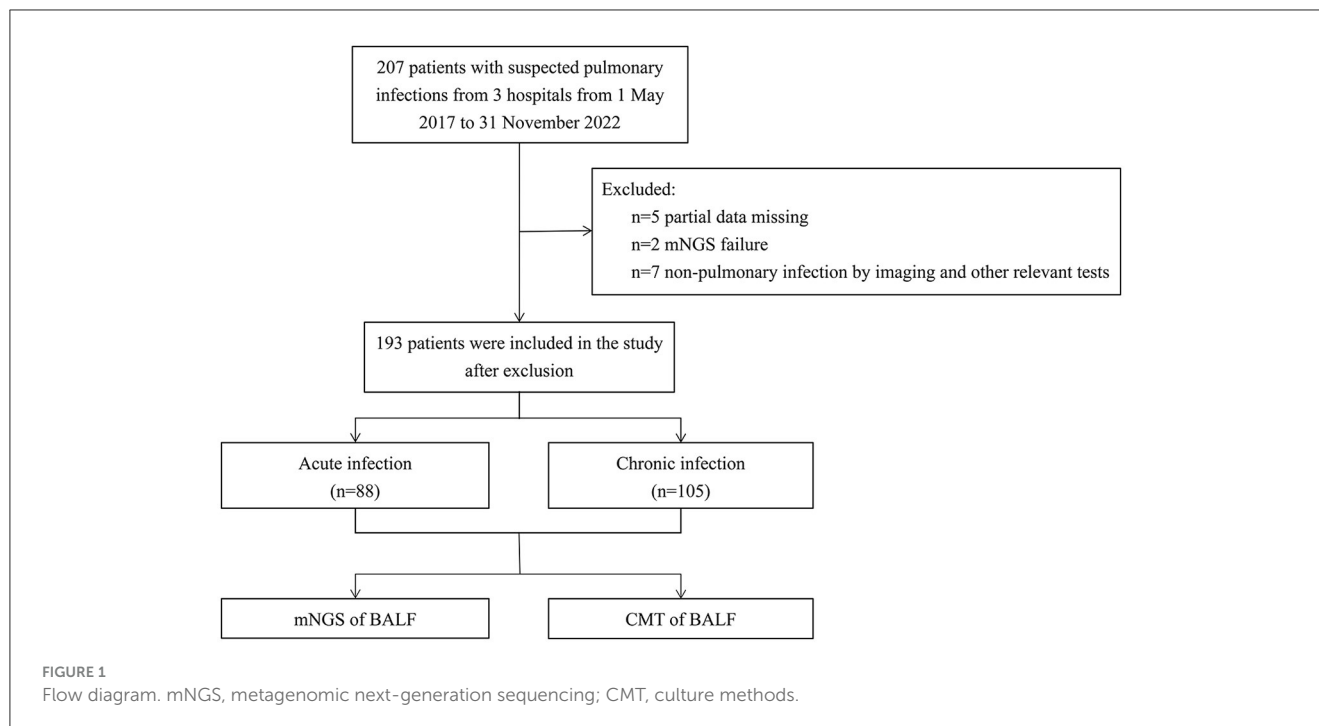 207 patients with suspected pulmonary
infections from 3 hospitals from 1 May
2017 to 31 November 2022
Excluded:
n=5 partial data missing
n=2 mNGS failure
n=7 non-pulmonary infection by imaging and other relevant tests
193 patients were included in the study
after exclusion
Acute infection
(n=88)
Chronic infection
(n=105)
mNGS of BALF
CMT of BALF
FIGURE 1
Flow diagram. mNGS, metagenomic next-generation sequencing; CMT, culture methods.